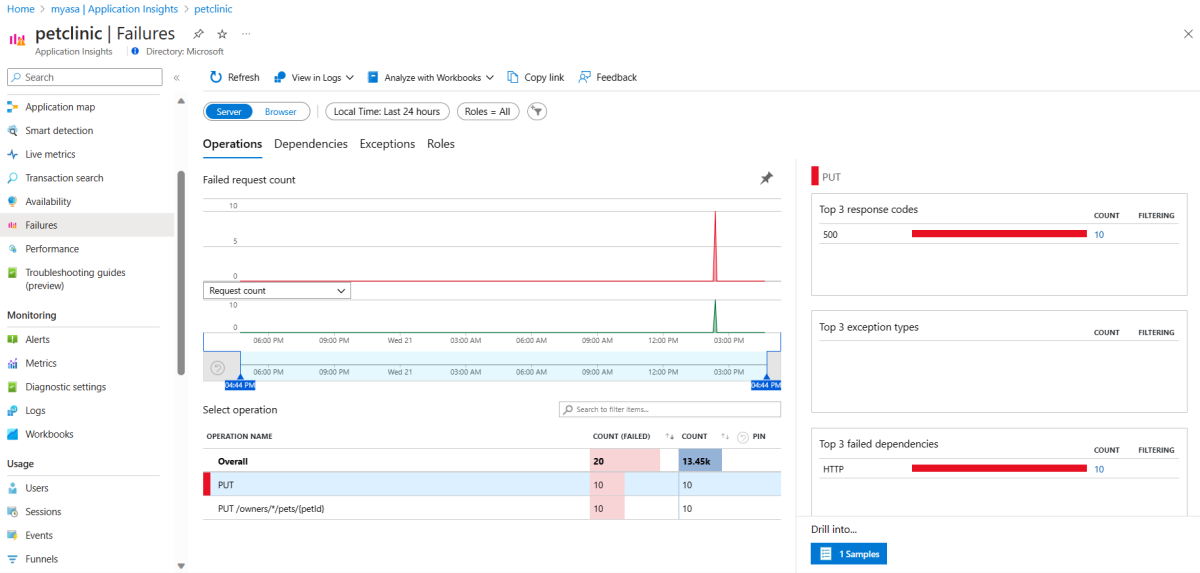 Home > myasa | Application Insights > petclinic
petclinic | Failures ...
Application Insights Directory: Microsoft
Search «
Application map
Smart detection
Live metrics
Transaction search
Availability
Failures
Performance
Troubleshooting guides
(preview)
Monitoring
Alerts
Metrics
Diagnostic settings
Logs
Workbooks
Usage
Users
Sessions
Events
Funnels
Refresh View in Logs Analyze with Workbooks Copy link Feedback
Server Browser Local Time: Last 24 hours Roles = All
Operations Dependencies Exceptions Roles
Failed request count
10
5
0
Request count
10
0
06:00 PM 09:00 PM Wed 21 03:00 AM 06:00 AM 09:00 AM 12:00 PM 03:00 PM
06:00 PM 09:00 PM Wed 21 03:00 AM 06:00 AM 09:00 AM 12:00 PM 03:00 PM
04:44 PM 04:44 PM
Select operation Search to filter items...
OPERATION NAME COUNT (FAILED) COUNT PIN
Overall 20 13.45k
PUT 10 10
PUT /owners/*/pets/{petId} 10 10
PUT
Top 3 response codes
COUNT FILTERING
500 10
Top 3 exception types
COUNT FILTERING
Top 3 failed dependencies
COUNT FILTERING
HTTP 10
Drill into...
1 Samples